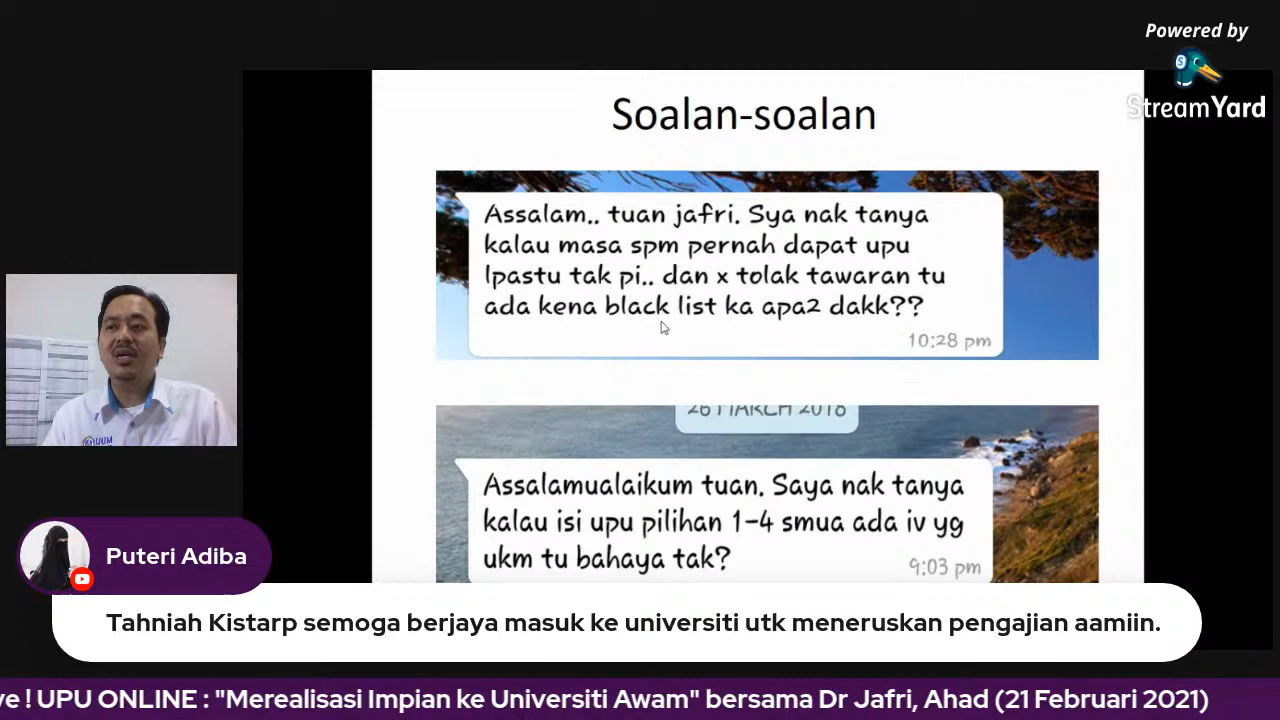 Powered by
StreamYard
Soalan-soalan
Assalam.. tuan jafri. Sya nak tanya
kalau masa spm pernah dapat upu
lpastu tak pi.. dan x tolak tawaran tu
ada kena black list ka apa2 dakk??
10:28 pm
26 MARCH 2018
Assalamualaikum tuan. Saya nak tanya
kalau isi upu pilihan 1-4 smua ada iv yg
ukm tu bahaya tak?
9:03 pm
UUM
Puteri Adiba
Tahniah Kistarp semoga berjaya masuk ke universiti utk meneruskan pengajian aamiin.
ve ! UPU ONLINE : "Merealisasi Impian ke Universiti Awam" bersama Dr Jafri, Ahad (21 Februari 2021)